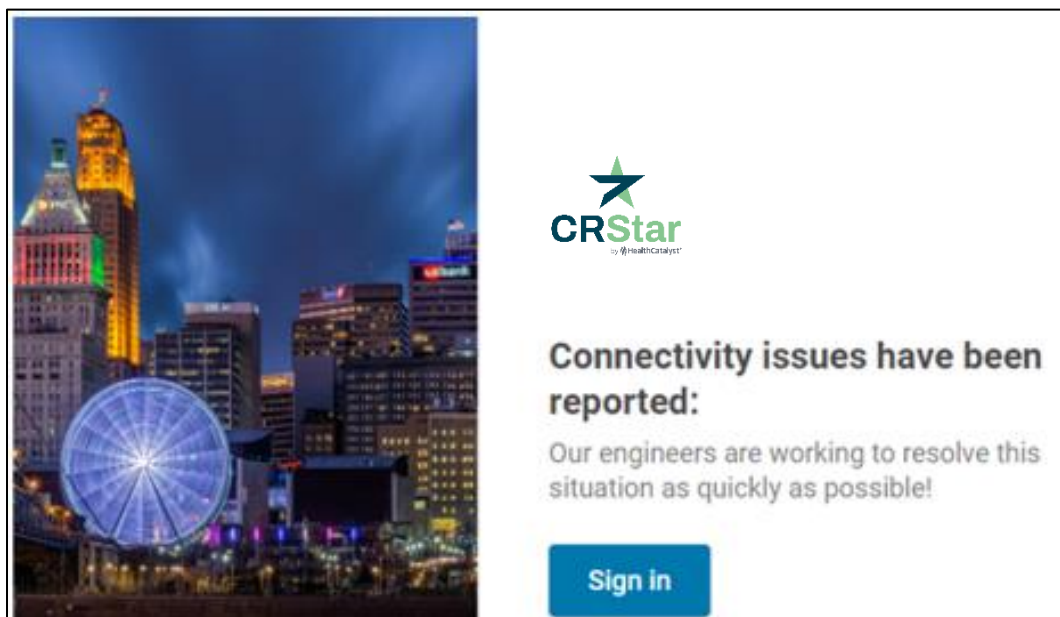 usbank
CRStar
by HealthCatalyst
Connectivity issues have been
reported:
Our engineers are working to resolve this
situation as quickly as possible!
Sign in